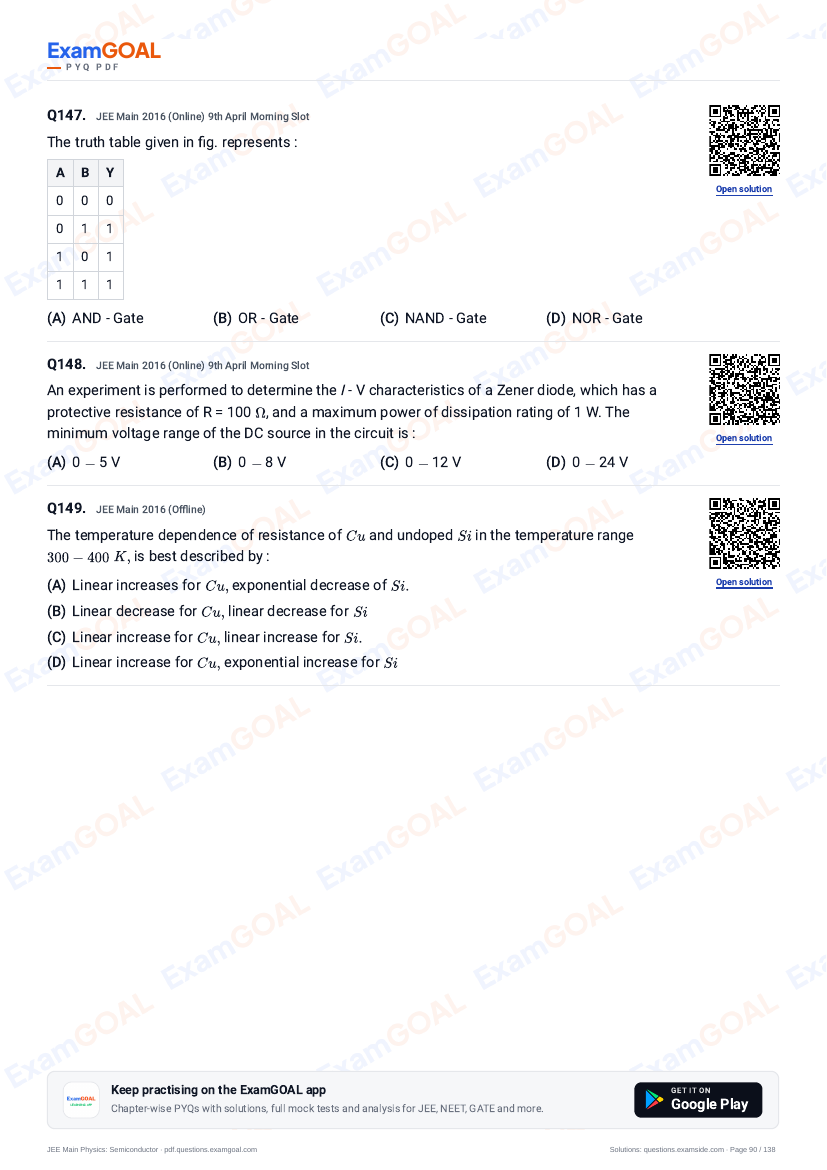 ExamGOAL
PYQ PDF
Q147. JEE Main 2016 (Online) 9th April Morning Slot
The truth table given in fig. represents :
A B Y
0 0 0
0 1 1
1 0 1
1 1 1
Open solution
(A) AND - Gate (B) OR - Gate (C) NAND - Gate (D) NOR - Gate
Q148. JEE Main 2016 (Online) 9th April Morning Slot
An experiment is performed to determine the I - V characteristics of a Zener diode, which has a
protective resistance of R = 100 Ω, and a maximum power of dissipation rating of 1 W. The
minimum voltage range of the DC source in the circuit is :
Open solution
(A) 0 – 5 V (B) 0 – 8 V (C) 0 – 12 V (D) 0 – 24 V
Q149. JEE Main 2016 (Offline)
The temperature dependence of resistance of Cu and undoped Si in the temperature range
300 – 400 K, is best described by :
Open solution
(A) Linear increases for Cu, exponential decrease of Si.
(B) Linear decrease for Cu, linear decrease for Si
(C) Linear increase for Cu, linear increase for Si.
(D) Linear increase for Cu, exponential increase for Si
ExamGOAL
Keep practising on the ExamGOAL app
Chapter-wise PYQs with solutions, full mock tests and analysis for JEE, NEET, GATE and more.
GET IT ON
Google Play
JEE Main Physics: Semiconductor · pdf.questions.examgoal.com
Solutions: questions.examside.com · Page 90 / 138